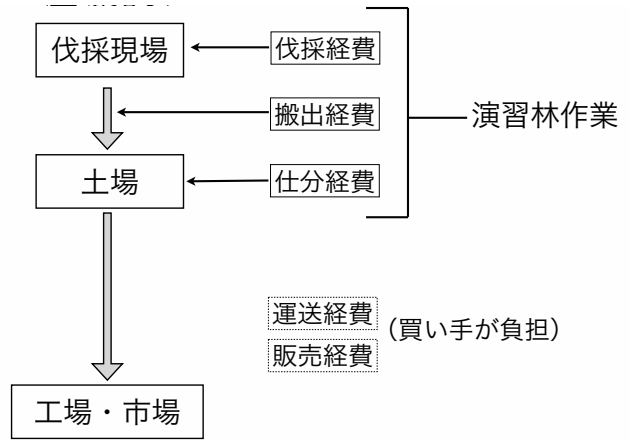 伐採現場
伐採経費
搬出経費
演習林作業
土場
仕分経費
運送経費
(買い手が負担)
販売経費
工場・市場